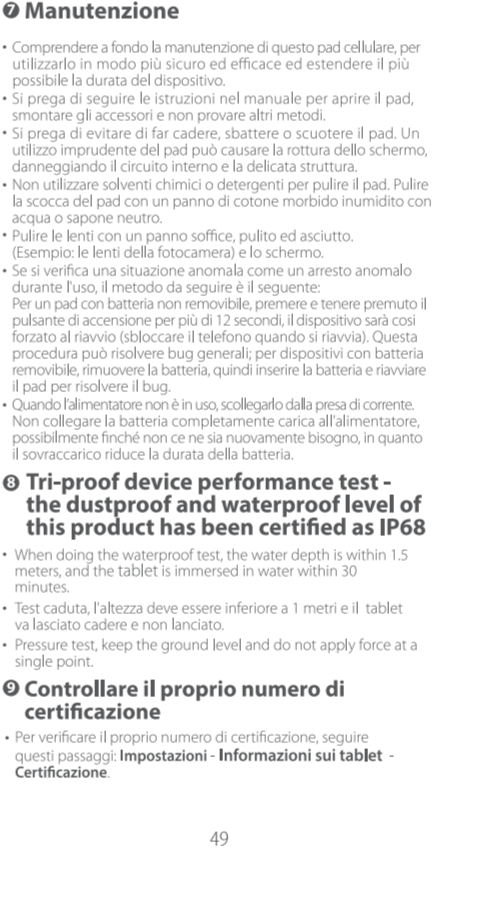 ❼ Manutenzione
• Comprendere a fondo la manutenzione di questo pad cellulare, per
utilizzarlo in modo più sicuro ed efficace ed estendere il più
possibile la durata del dispositivo.
• Si prega di seguire le istruzioni nel manuale per aprire il pad,
smontare gli accessori e non provare altri metodi.
• Si prega di evitare di far cadere, sbattere o scuotere il pad. Un
utilizzo imprudente del pad può causare la rottura dello schermo,
danneggiando il circuito interno e la delicata struttura.
• Non utilizzare solventi chimici o detergenti per pulire il pad. Pulire
la scocca del pad con un panno di cotone morbido inumidito con
acqua o sapone neutro.
• Pulire le lenti con un panno soffice, pulito ed asciutto.
(Esempio: le lenti della fotocamera) e lo schermo.
• Se si verifica una situazione anomala come un arresto anomalo
durante l'uso, il metodo da seguire è il seguente:
Per un pad con batteria non removibile, premere e tenere premuto il
pulsante di accensione per più di 12 secondi, il dispositivo sarà cosi
forzato al riavvio (sbloccare il telefono quando si riavvia). Questa
procedura può risolvere bug generali; per dispositivi con batteria
removibile, rimuovere la batteria, quindi inserire la batteria e riavviare
il pad per risolvere il bug.
• Quando l'alimentatore non è in uso, scollegarlo dalla presa di corrente.
Non collegare la batteria completamente carica all'alimentatore,
possibilmente finché non ce ne sia nuovamente bisogno, in quanto
il sovraccarico riduce la durata della batteria.
❽ Tri-proof device performance test -
the dustproof and waterproof level of
this product has been certified as IP68
• When doing the waterproof test, the water depth is within 1.5
meters, and the tablet is immersed in water within 30
minutes.
• Test caduta, l'altezza deve essere inferiore a 1 metri e il tablet
va lasciato cadere e non lanciato.
• Pressure test, keep the ground level and do not apply force at a
single point.
❾ Controllare il proprio numero di
certificazione
• Per verificare il proprio numero di certificazione, seguire
questi passaggi: Impostazioni - Informazioni sui tablet -
Certificazione.
49